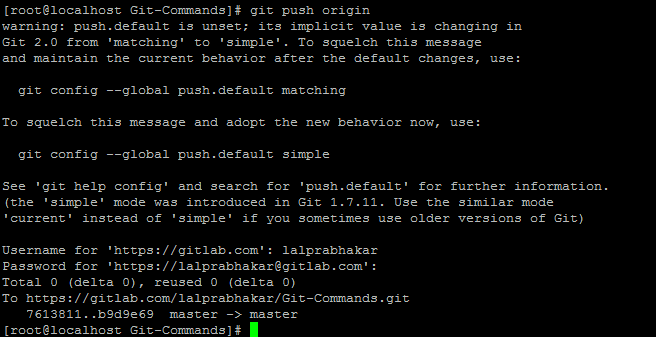 [root@localhost Git-Commands]# git push origin
warning: push.default is unset; its implicit value is changing in
Git 2.0 from 'matching' to 'simple'. To squelch this message
and maintain the current behavior after the default changes, use:
  git config --global push.default matching
To squelch this message and adopt the new behavior now, use:
  git config --global push.default simple
See 'git help config' and search for 'push.default' for further information.
(the 'simple' mode was introduced in Git 1.7.11. Use the similar mode
'current' instead of 'simple' if you sometimes use older versions of Git)
Username for 'https://gitlab.com': lalprabhakar
Password for 'https://lalprabhakar@gitlab.com':
Total 0 (delta 0), reused 0 (delta 0)
To https://gitlab.com/lalprabhakar/Git-Commands.git
   7613811..b9d9e69  master -> master
[root@localhost Git-Commands]#